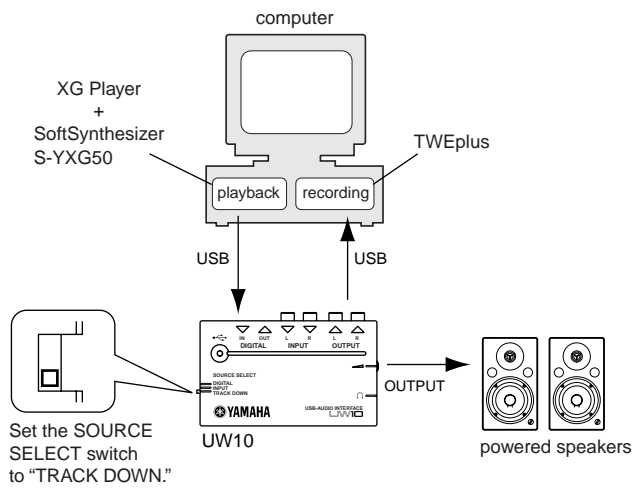 computer
XG Player
+
SoftSynthesizer
S-YXG50
TWEplus
playback
recording
USB
USB
IN OUT L R L R
DIGITAL INPUT OUTPUT
SOURCE SELECT
DIGITAL
INPUT
TRACK DOWN
YAMAHA
USB-AUDIO INTERFACE
UW10
OUTPUT
UW10
Set the SOURCE
SELECT switch
to “TRACK DOWN.”
powered speakers